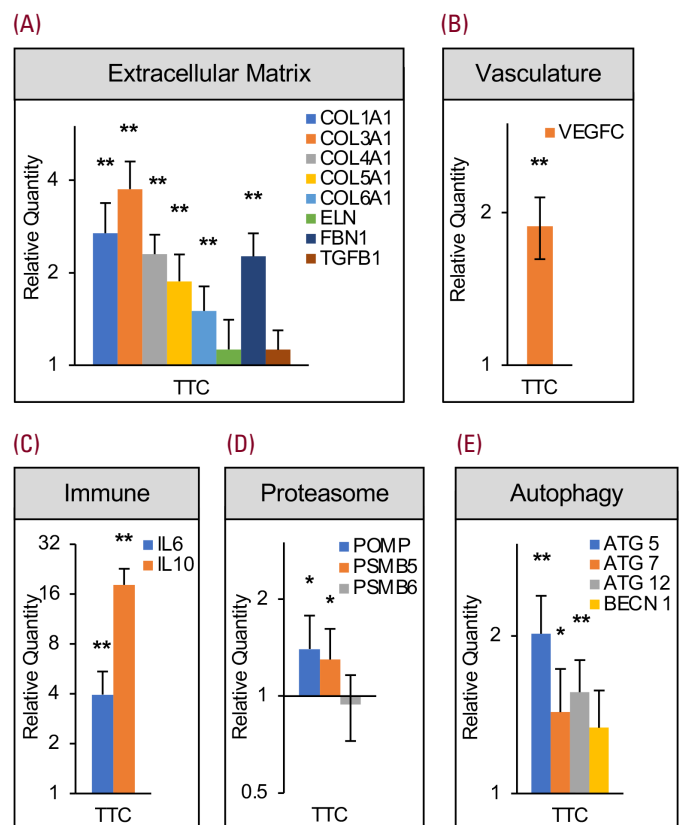 (A)
Extracellular Matrix
Relative Quantity
4
2
1
** ** ** ** ** **
COL1A1
COL3A1
COL4A1
COL5A1
COL6A1
ELN
FBN1
TGFB1
TTC
(B)
Vasculature
Relative Quantity
2
1
**
VEGFC
TTC
(C)
Immune
Relative Quantity
32
16
8
4
2
1
** **
IL6
IL10
TTC
(D)
Proteasome
Relative Quantity
2
1
0.5
* *
POMP
PSMB5
PSMB6
TTC
(E)
Autophagy
Relative Quantity
2
1
** * **
ATG 5
ATG 7
ATG 12
BECN 1
TTC